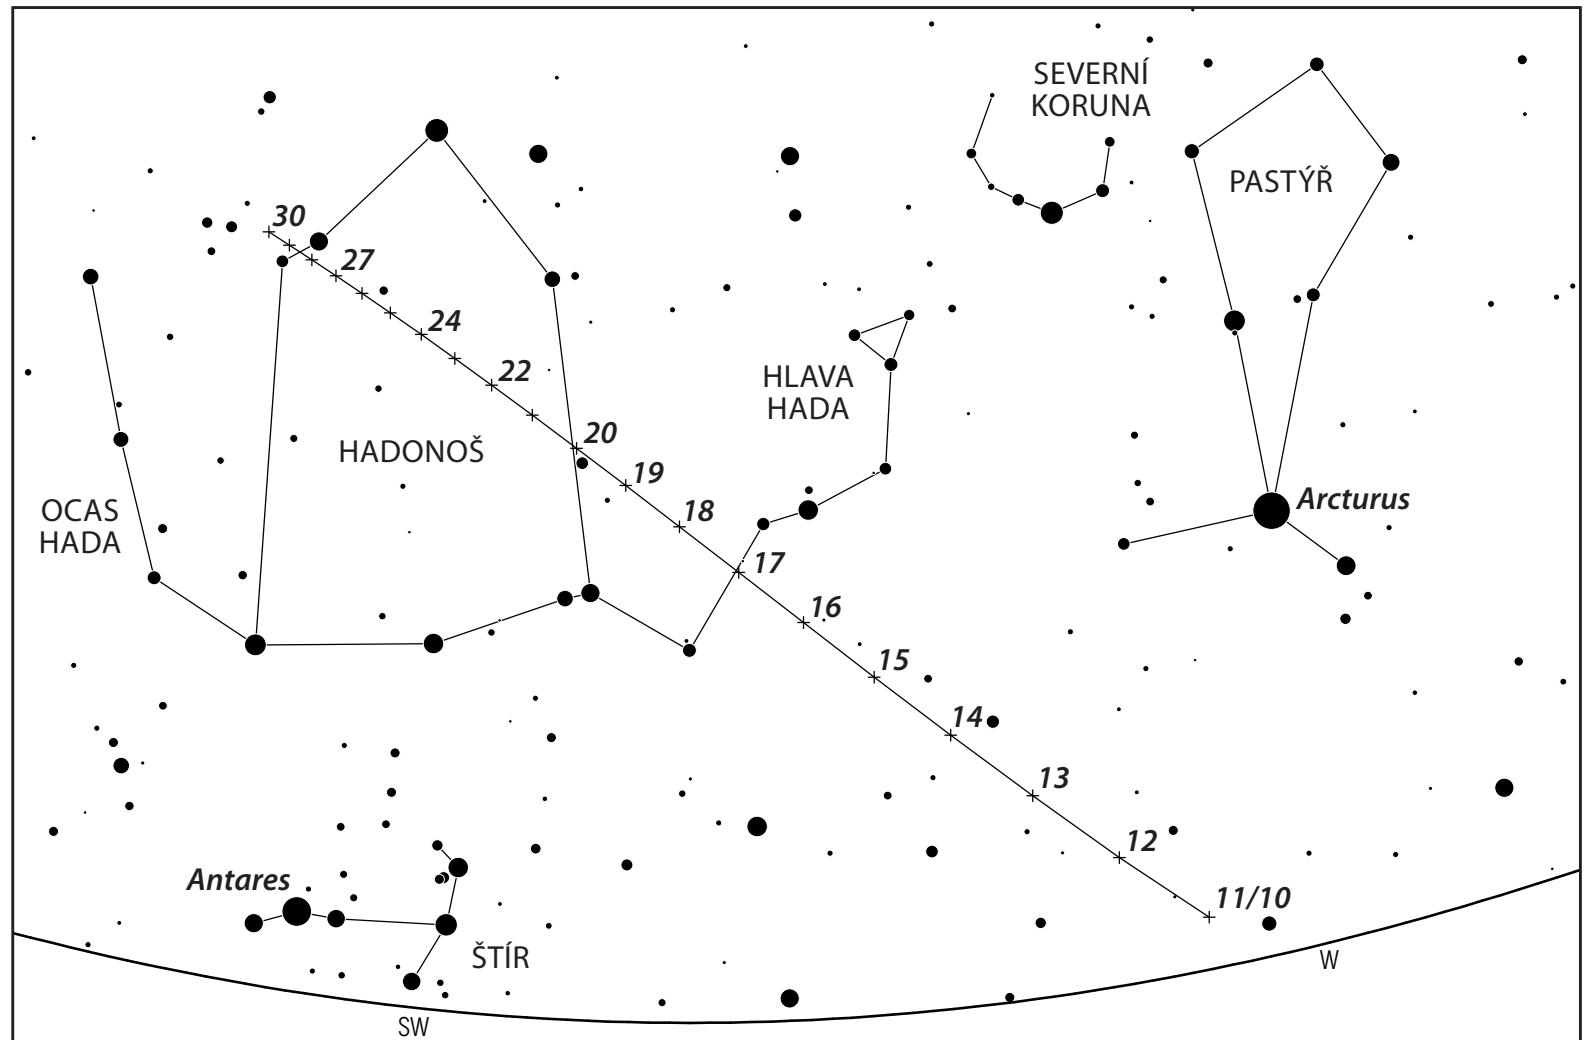 SEVERNÍ
KORUNA
PASTÝŘ
30
27
24
22
20
19
18
17
16
15
14
13
12
11/10
HLAVA
HADA
HADONOŠ
OCAS
HADA
Arcturus
Antares
ŠTÍR
W
SW